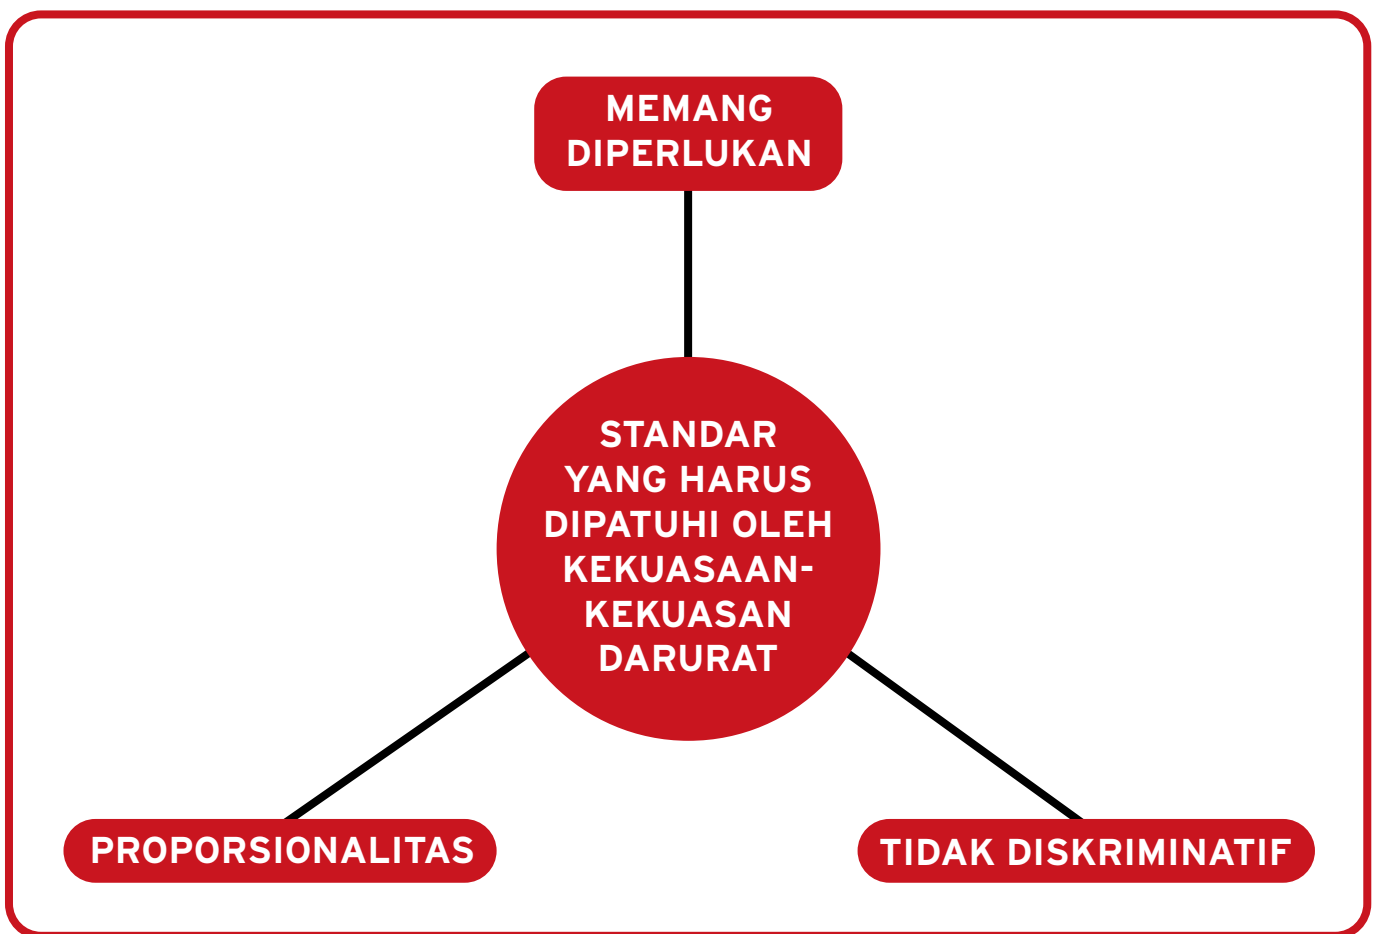 MEMANG
DIPERLUKAN
STANDAR
YANG HARUS
DIPATUHI OLEH
KEKUASAAN-
KEKUASAN
DARURAT
PROPORSIONALITAS
TIDAK DISKRIMINATIF